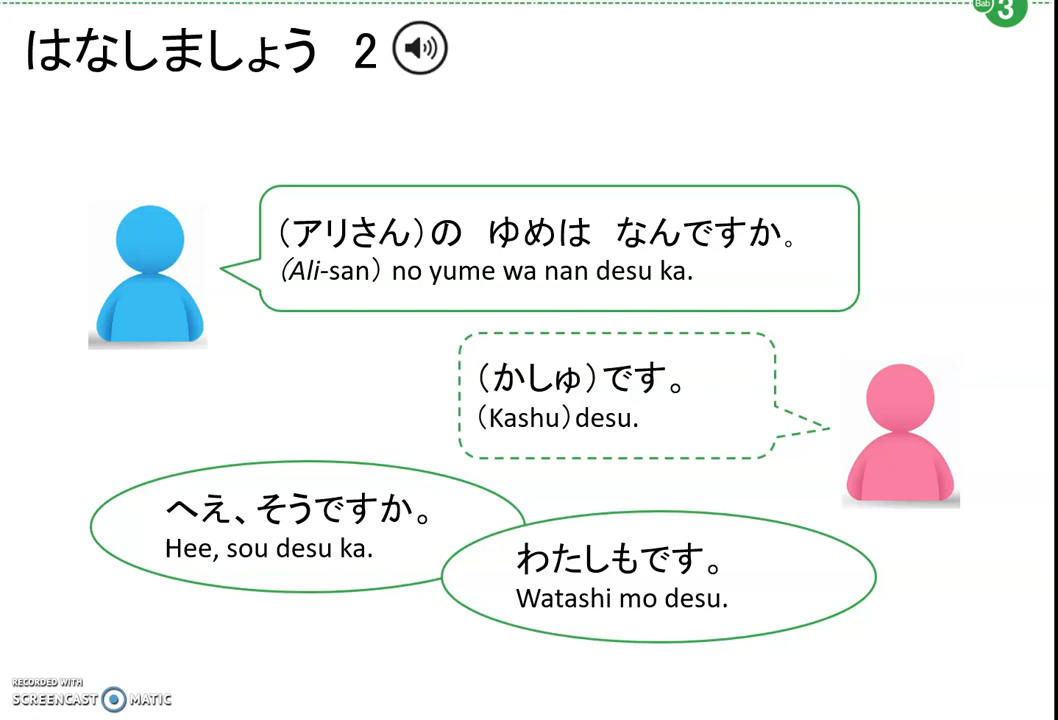 Bab 3
はなしましょう 2
（アリさん）の ゆめは なんですか。
(Ali-san) no yume wa nan desu ka.
（かしゅ）です。
（Kashu）desu.
へえ、そうですか。
Hee, sou desu ka.
わたしもです。
Watashi mo desu.
RECORDED WITH
SCREENCAST MATIC